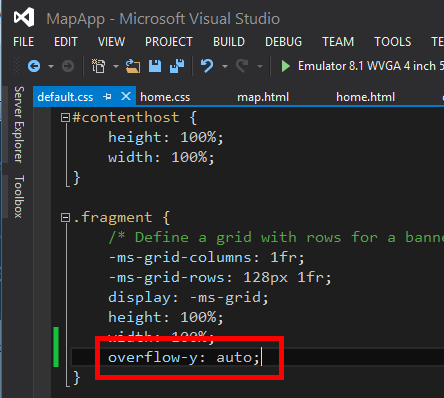 MapApp - Microsoft Visual Studio
FILE EDIT VIEW PROJECT BUILD DEBUG TEAM TOOLS TEST
Emulator 8.1 WVGA 4 inch 5
Server Explorer
Toolbox
default.css home.css map.html home.html
#contenthost {
height: 100%;
width: 100%;
}
.fragment {
/* Define a grid with rows for a bann
-ms-grid-columns: 1fr;
-ms-grid-rows: 128px 1fr;
display: -ms-grid;
height: 100%;
width: 100%;
overflow-y: auto;
}